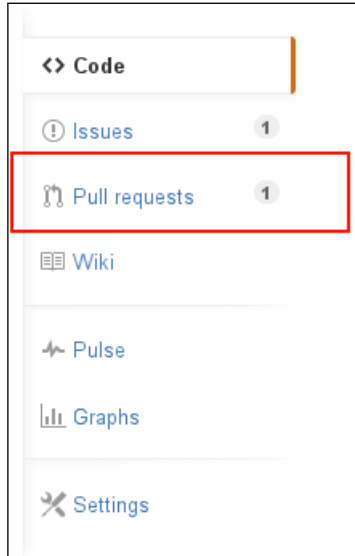 Code
Issues 1
Pull requests 1
Wiki
Pulse
Graphs
Settings